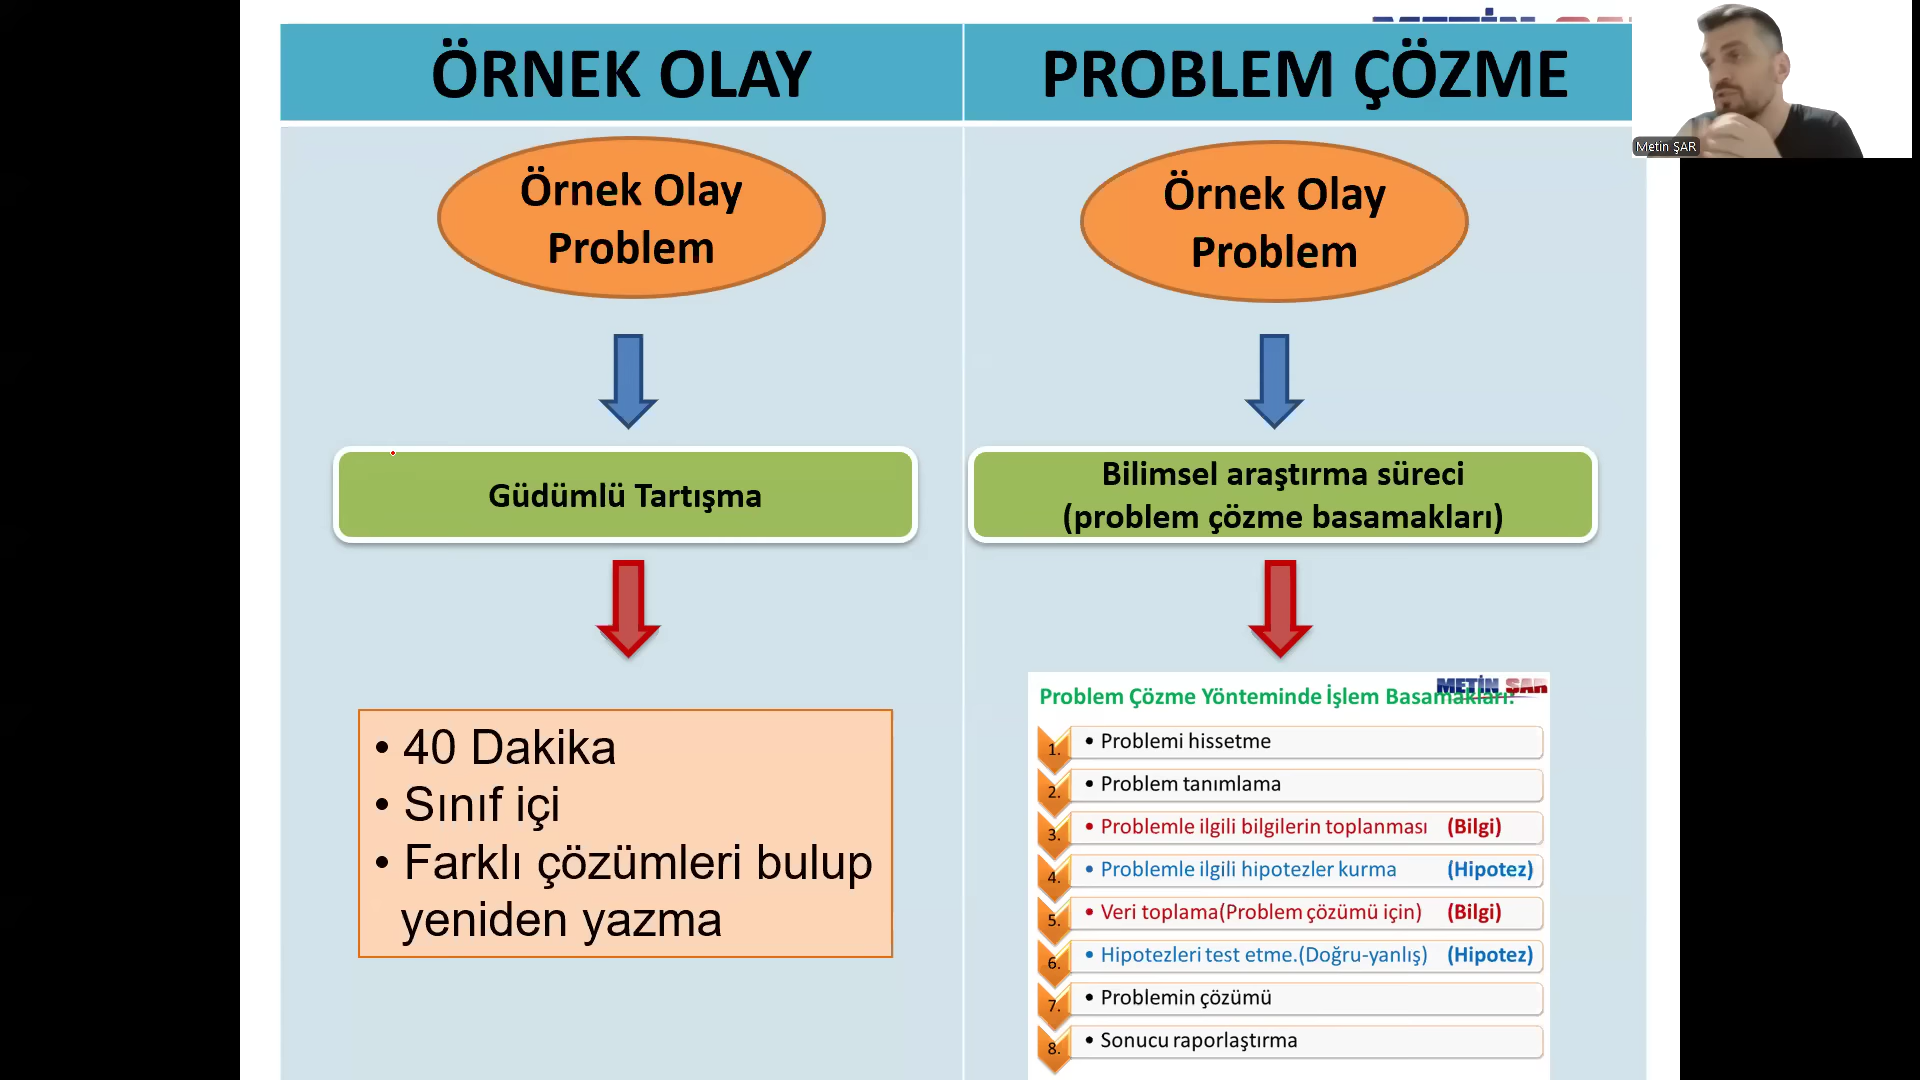 METİN ŞAR
ÖRNEK OLAY
PROBLEM ÇÖZME
Metin ŞAR
Örnek Olay
Problem
Örnek Olay
Problem
Güdümlü Tartışma
Bilimsel araştırma süreci
(problem çözme basamakları)
• 40 Dakika
• Sınıf içi
• Farklı çözümleri bulup
yeniden yazma
METİN ŞAR
Problem Çözme Yönteminde İşlem Basamakları:
1. • Problemi hissetme
2. • Problem tanımlama
3. • Problemle ilgili bilgilerin toplanması (Bilgi)
4. • Problemle ilgili hipotezler kurma (Hipotez)
5. • Veri toplama(Problem çözümü için) (Bilgi)
6. • Hipotezleri test etme.(Doğru-yanlış) (Hipotez)
7. • Problemin çözümü
8. • Sonucu raporlaştırma